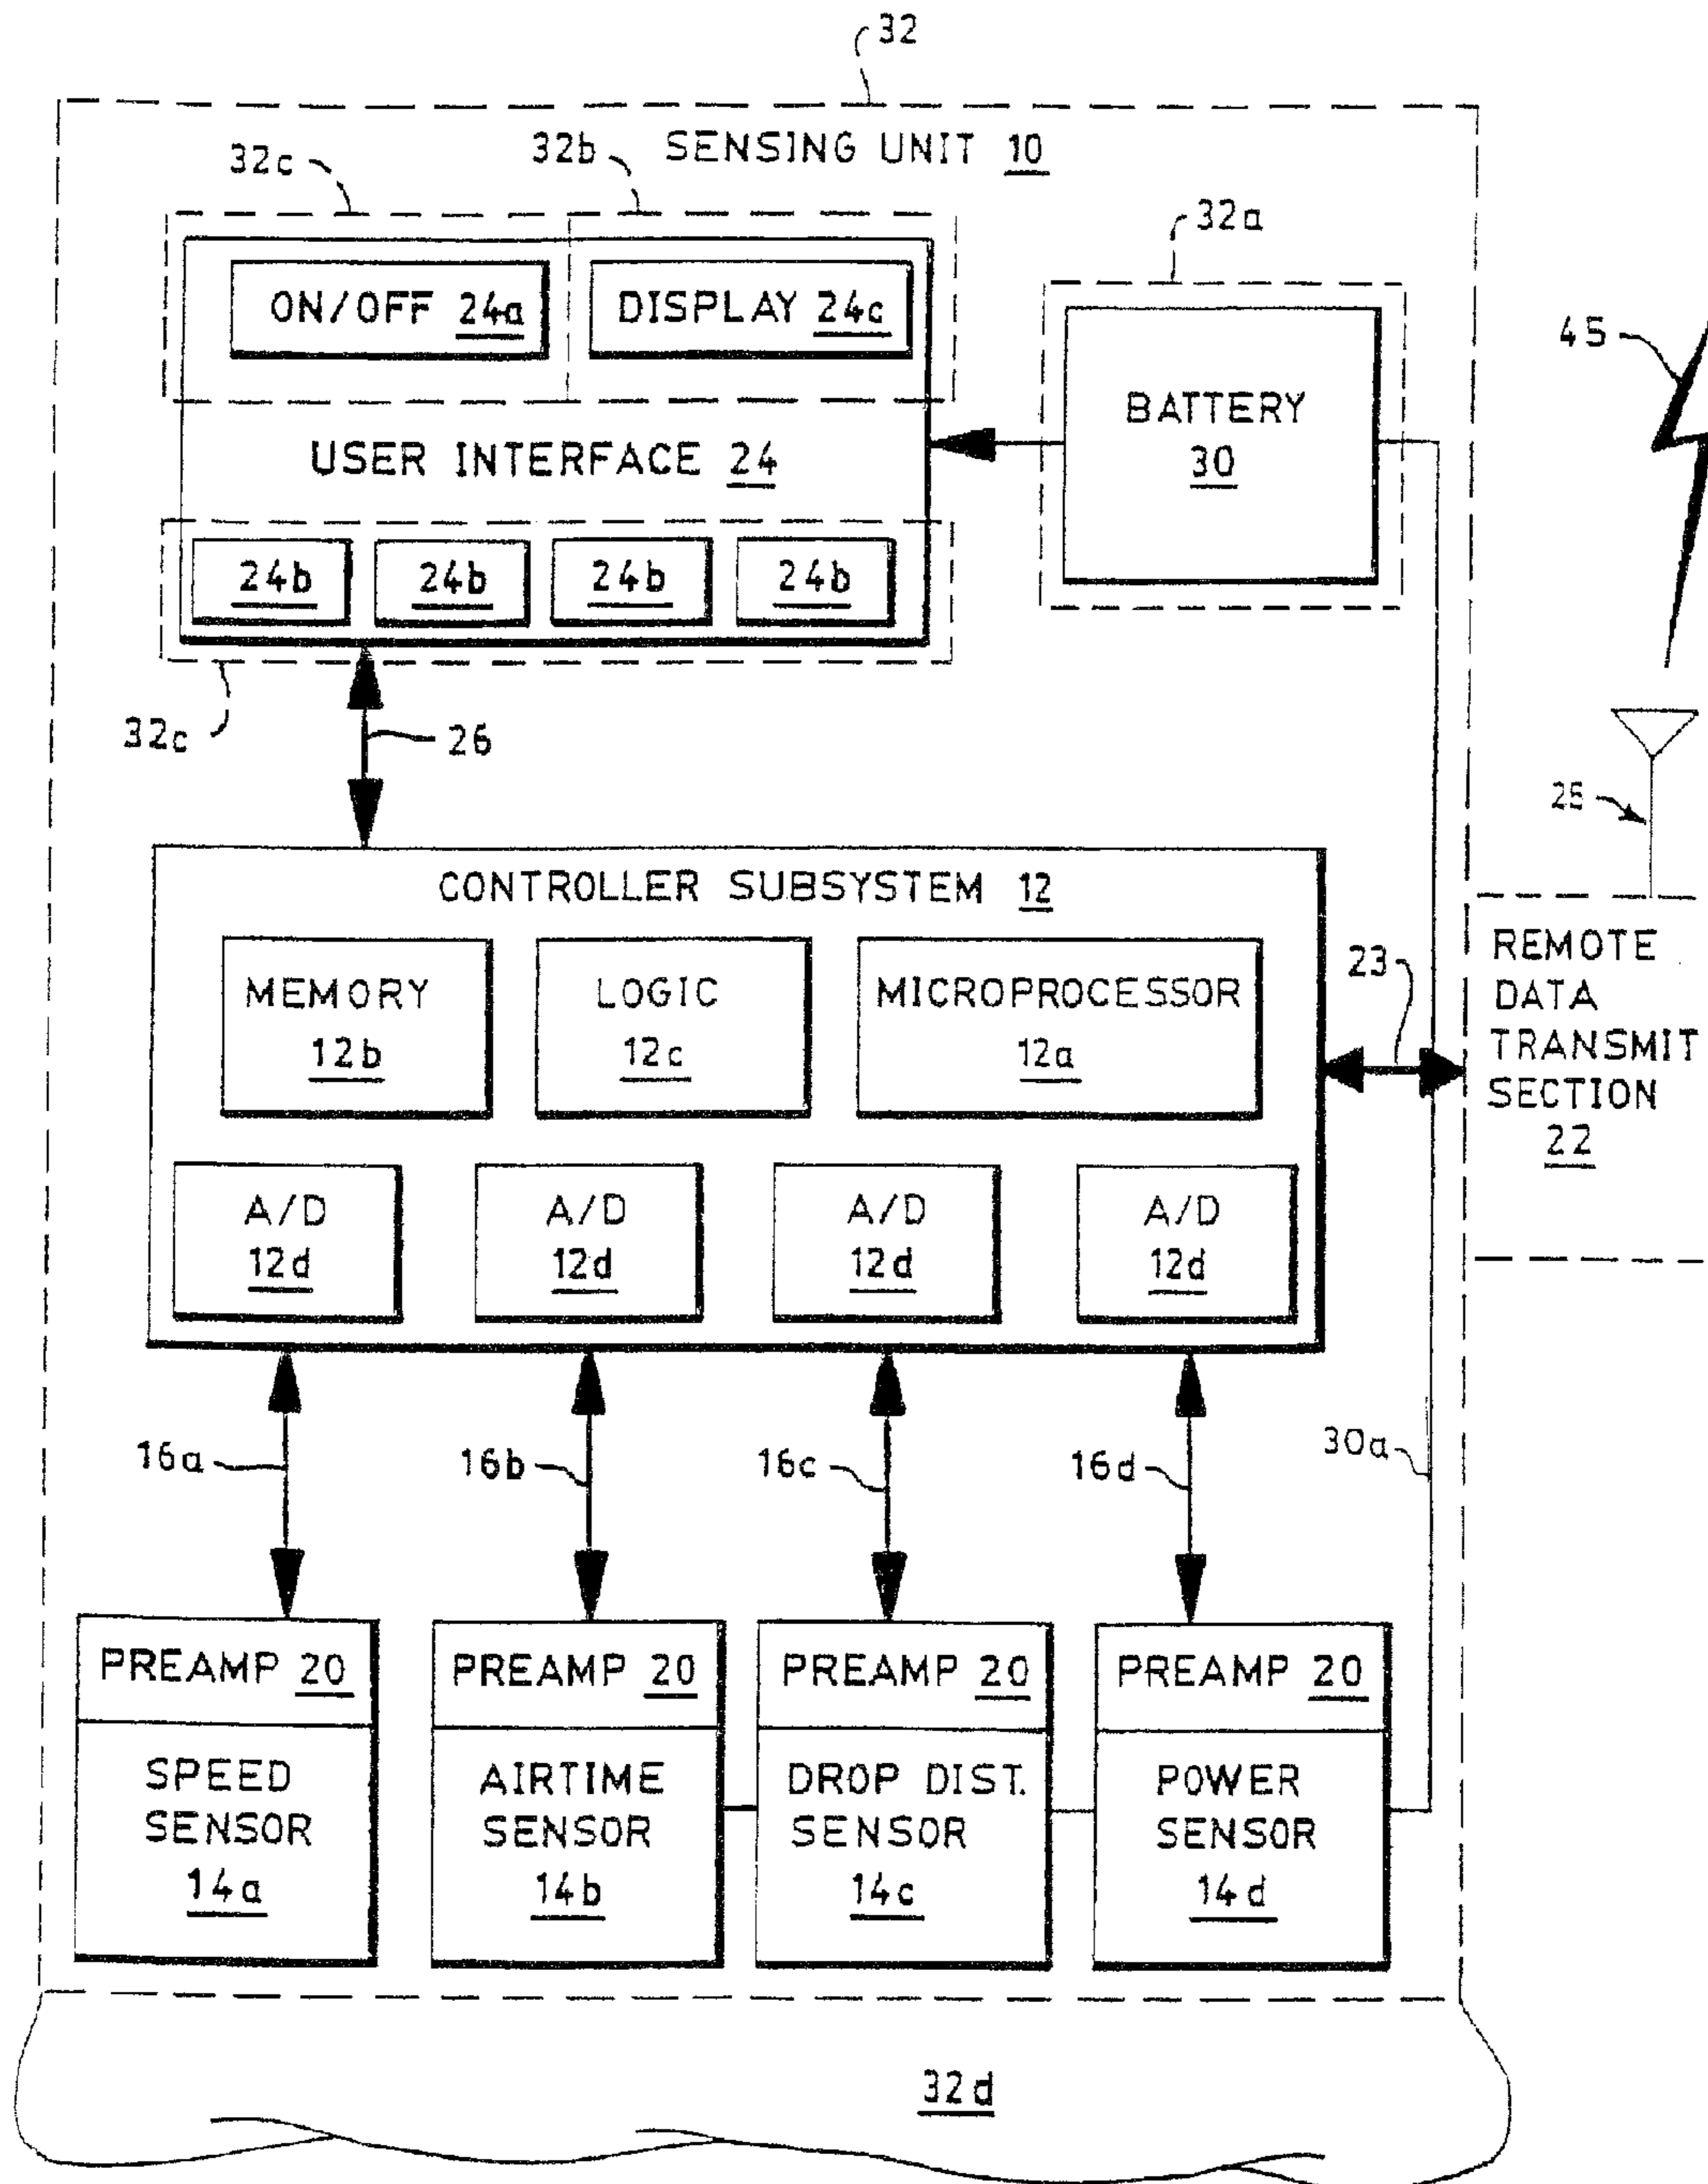 32
SENSING UNIT 10
32c
32b
32a
ON/OFF 24a
DISPLAY 24c
45
BATTERY
30
USER INTERFACE 24
24b 24b 24b 24b
32c
26
CONTROLLER SUBSYSTEM 12
MEMORY
12b
LOGIC
12c
MICROPROCESSOR
12a
23
REMOTE
DATA
TRANSMIT
SECTION
22
A/D
12d
A/D
12d
A/D
12d
A/D
12d
16a
16b
16c
16d
30a
PREAMP 20
SPEED
SENSOR
14a
PREAMP 20
AIRTIME
SENSOR
14b
PREAMP 20
DROP DIST.
SENSOR
14c
PREAMP 20
POWER
SENSOR
14d
32d